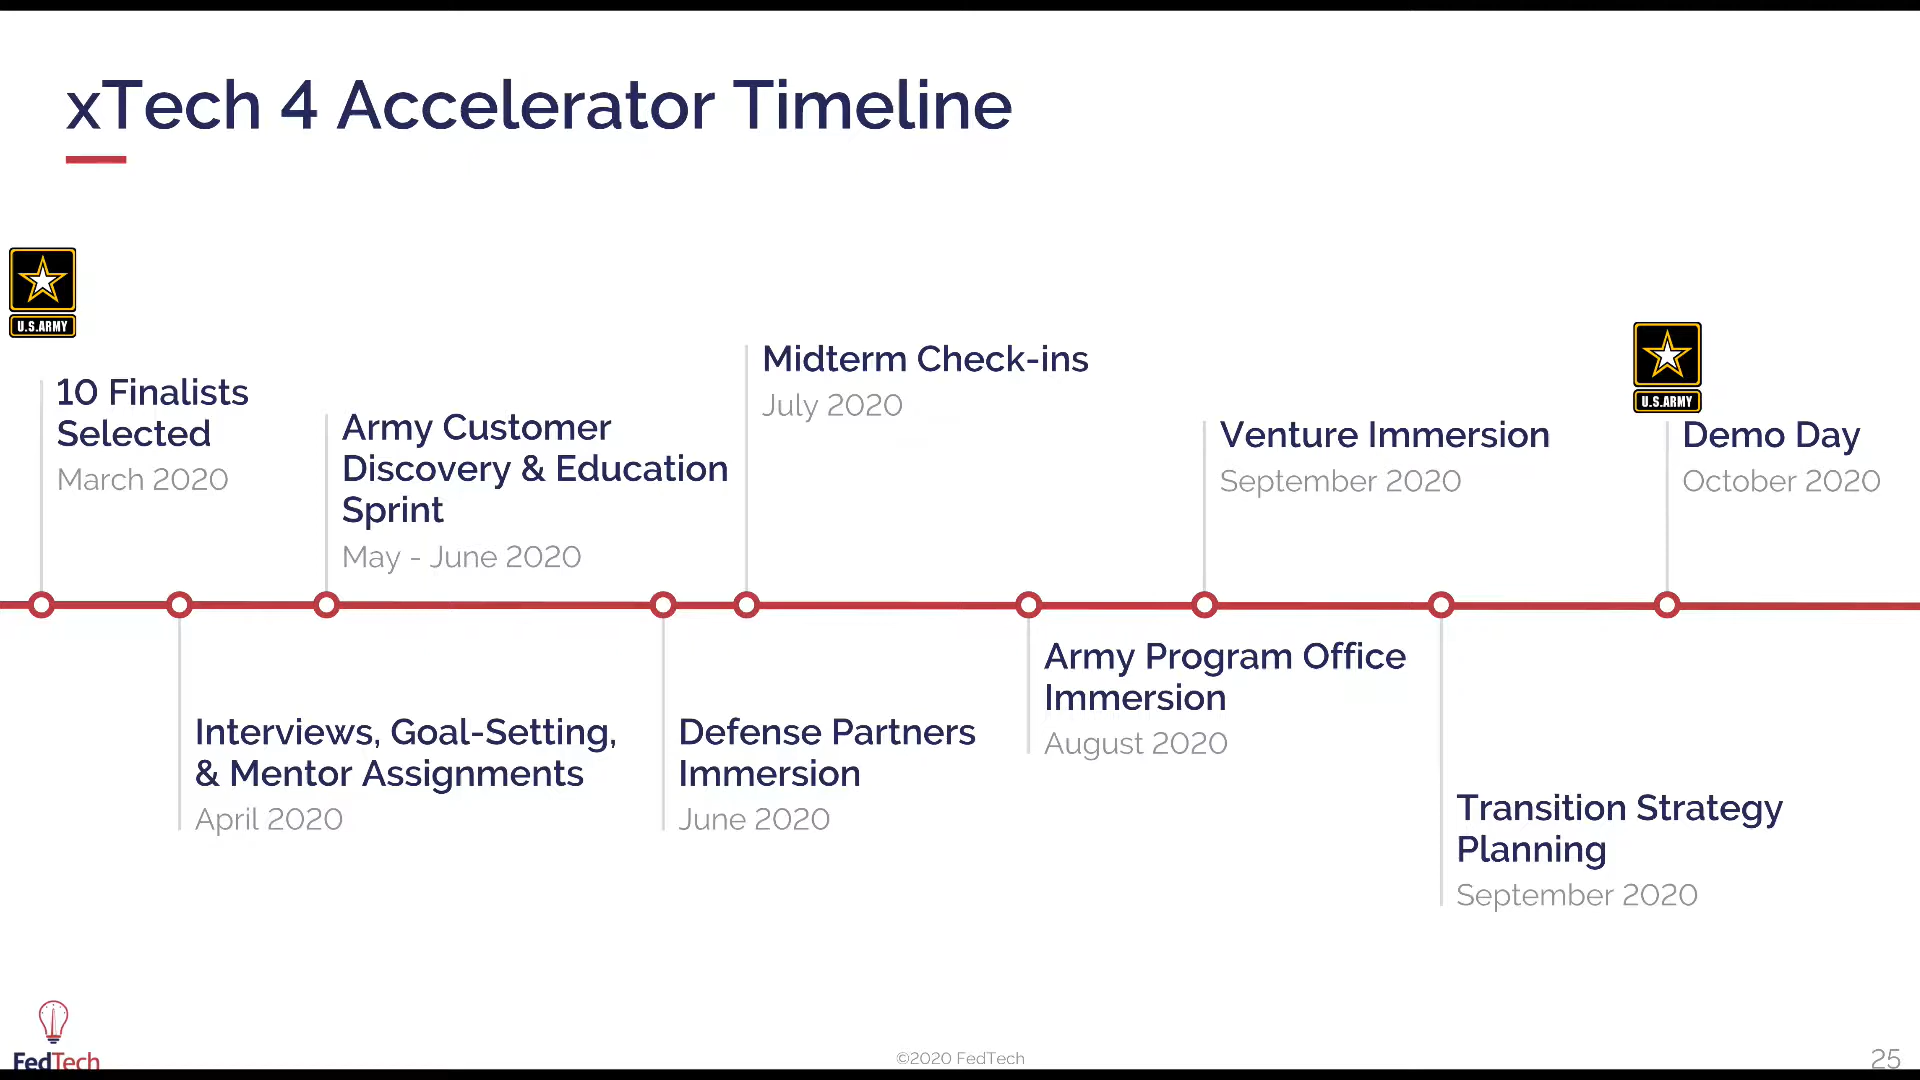 xTech 4 Accelerator Timeline
U.S.ARMY
10 Finalists
Selected
March 2020
Interviews, Goal-Setting,
& Mentor Assignments
April 2020
Army Customer
Discovery & Education
Sprint
May - June 2020
Defense Partners
Immersion
June 2020
Midterm Check-ins
July 2020
Army Program Office
Immersion
August 2020
Venture Immersion
September 2020
Transition Strategy
Planning
September 2020
U.S.ARMY
Demo Day
October 2020
FedTech
©2020 FedTech
25